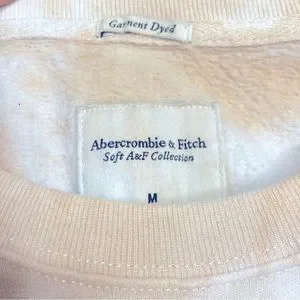 Garment Dyed
Abercrombie & Fitch
Soft A&F Collection
M